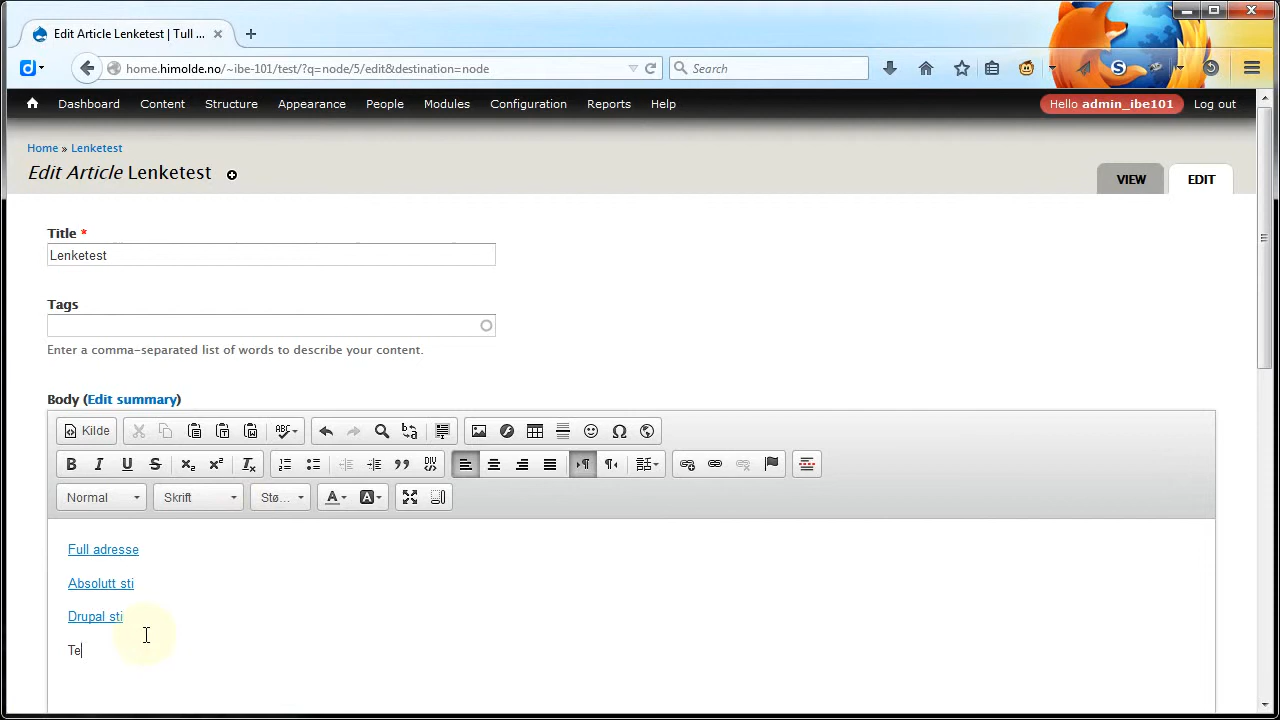 Edit Article Lenketest | Tull ...
home.himolde.no/~ibe-101/test/?q=node/5/edit&destination=node
Search
Dashboard Content Structure Appearance People Modules Configuration Reports Help Hello admin_ibe101 Log out
Home » Lenketest
Edit Article Lenketest
VIEW EDIT
Title *
Lenketest
Tags
Enter a comma-separated list of words to describe your content.
Body (Edit summary)
Kilde
Normal Skrift Stø...
Full adresse
Absolutt sti
Drupal sti
Te